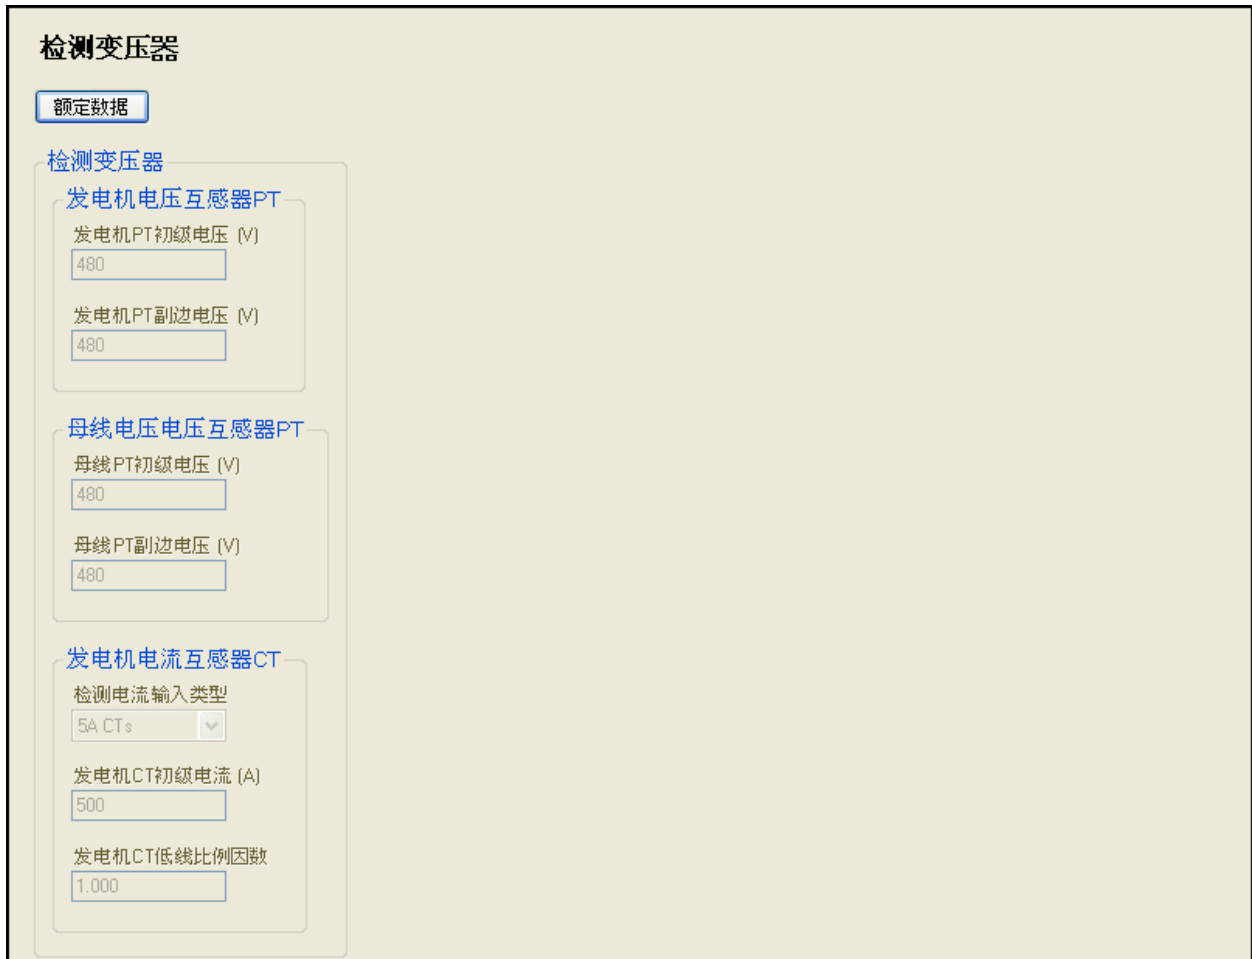 检测变压器
额定数据
检测变压器
发电机电压互感器PT
发电机PT初级电压 (V)
480
发电机PT副边电压 (V)
480
母线电压电压互感器PT
母线PT初级电压 (V)
480
母线PT副边电压 (V)
480
发电机电流互感器CT
检测电流输入类型
5A CTs
发电机CT初级电流 (A)
500
发电机CT低线比例因数
1.000